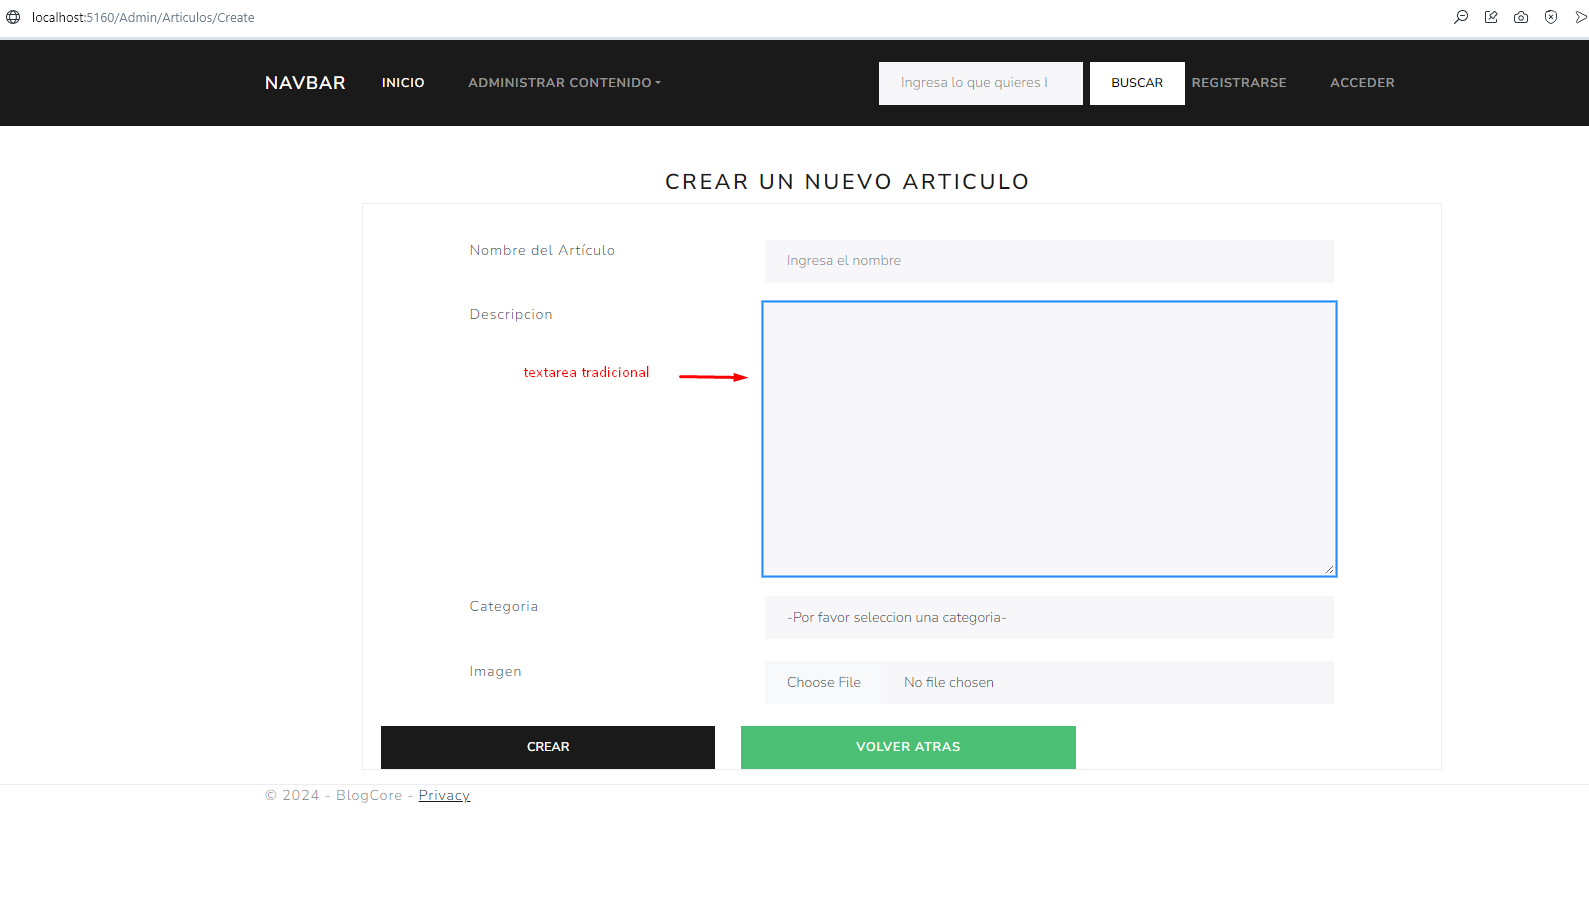 localhost:5160/Admin/Articulos/Create
NAVBAR INICIO ADMINISTRAR CONTENIDO Ingresa lo que quieres BUSCAR REGISTRARSE ACCEDER
CREAR UN NUEVO ARTICULO
Nombre del Artículo Ingresa el nombre
Descripcion
textarea tradicional
Categoria -Por favor seleccion una categoria-
Imagen Choose File No file chosen
CREAR VOLVER ATRAS
© 2024 - BlogCore - Privacy